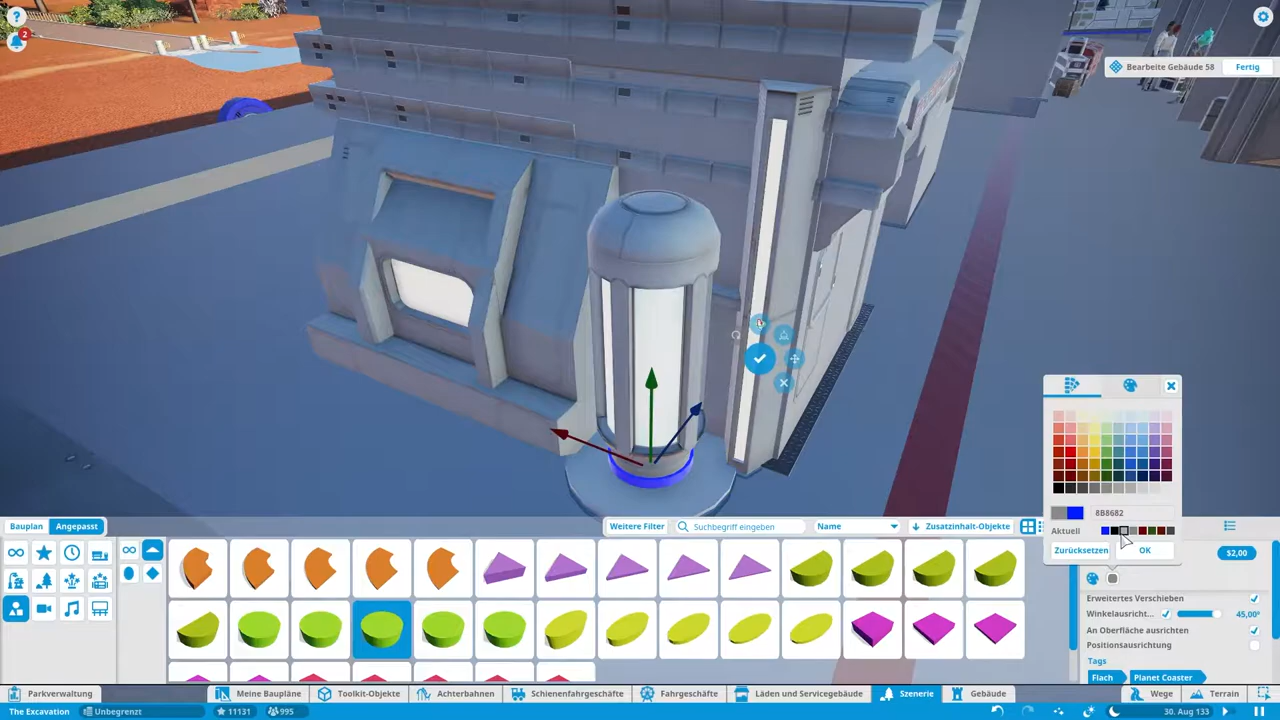 ?
2
Bearbeite Gebäude 58
Fertig
8B8682
Aktuell
Zurücksetzen
OK
Bauplan
Angepasst
Weitere Filter
Suchbegriff eingeben
Name
Zusatzinhalt-Objekte
$2,00
Erweitertes Verschieben
Winkelausricht...
45,00°
An Oberfläche ausrichten
Positionsausrichtung
Tags
Flach
Planet Coaster
Parkverwaltung
Meine Baupläne
Toolkit-Objekte
Achterbahnen
Schienenfahrgeschäfte
Fahrgeschäfte
Läden und Servicegebäude
Szenerie
Gebäude
Wege
Terrain
The Excavation
Unbegrenzt
11131
995
30. Aug 133